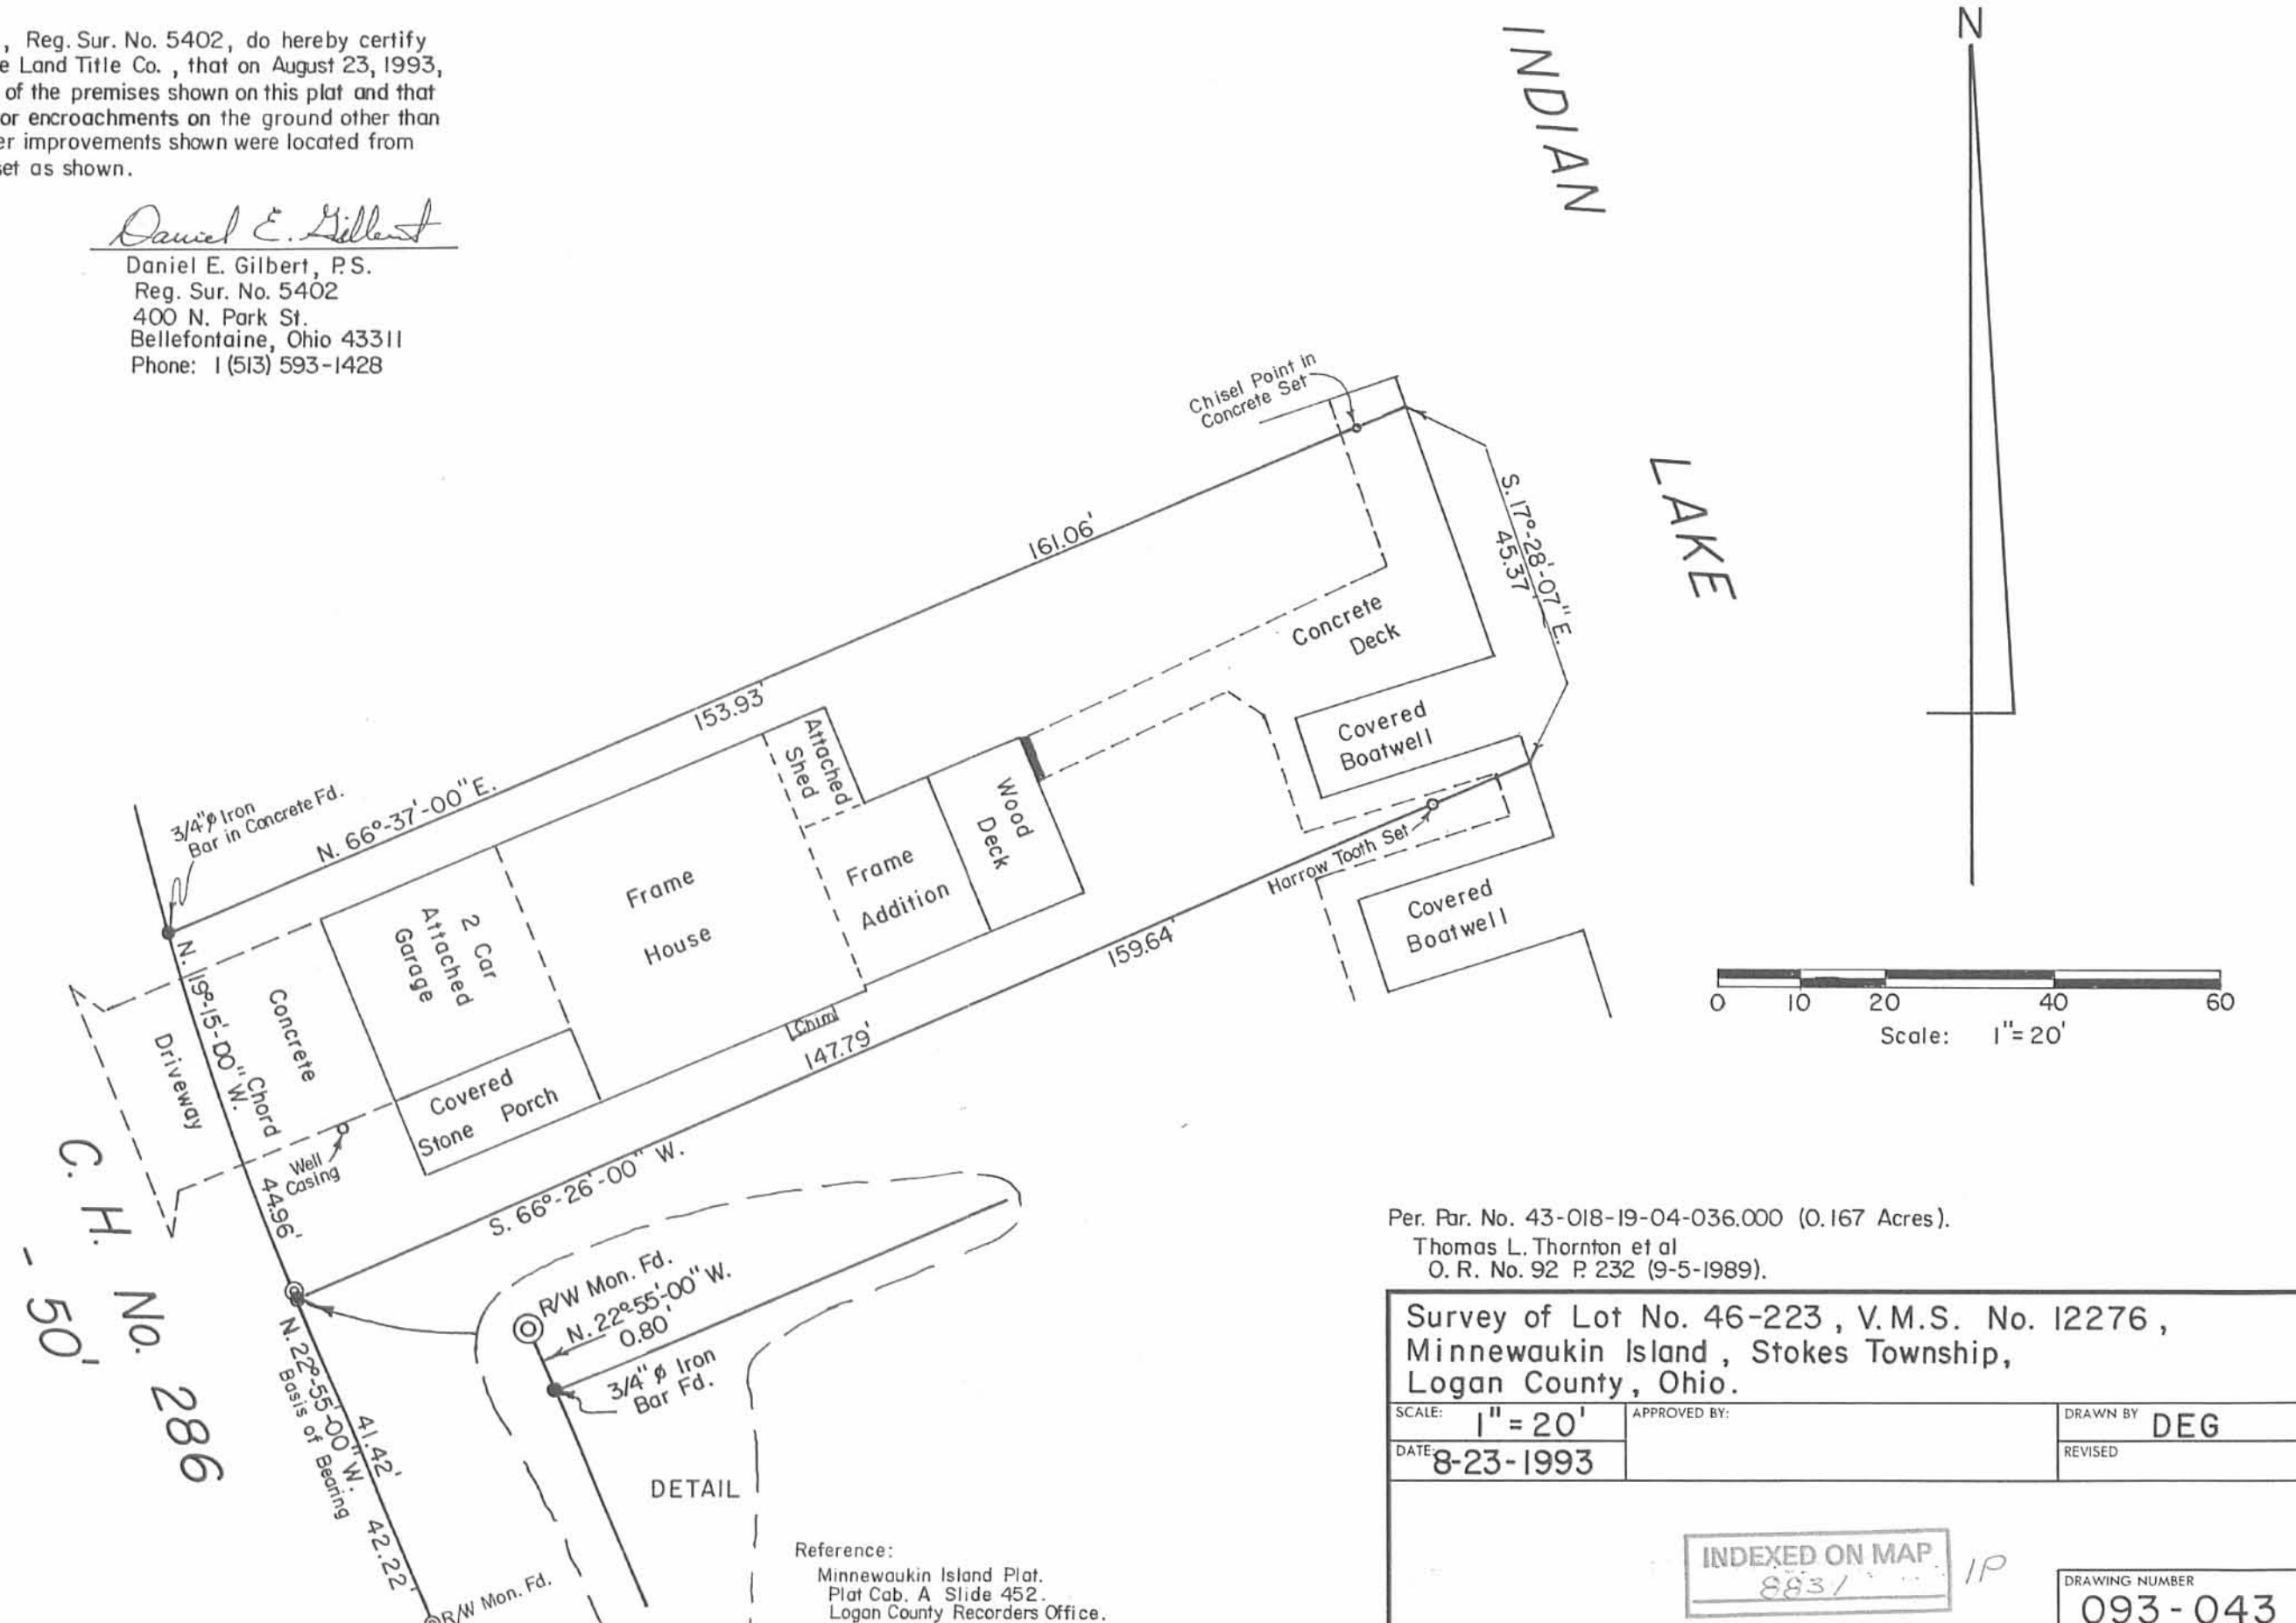 , Reg. Sur. No. 5402, do hereby certify
e Land Title Co., that on August 23, 1993,
of the premises shown on this plat and that
or encroachments on the ground other than
er improvements shown were located from
set as shown.
Daniel E. Gilbert
Daniel E. Gilbert, P.S.
Reg. Sur. No. 5402
400 N. Park St.
Bellefontaine, Ohio 43311
Phone: 1 (513) 593-1428
INDIAN
LAKE
N
Chisel Point in
Concrete Set
161.06'
S. 17°-28'-07" E.
45.37
153.93'
N. 66°-37'-00" E.
3/4"ø Iron
Bar in Concrete Fd.
Concrete
Deck
Covered
Boatwell
Attached
Shed
Wood
Deck
Frame
Addition
Frame
House
2 Car
Attached
Garage
Harrow Tooth Set
Covered
Boatwell
159.64'
Chim
147.79'
Concrete
Driveway
N. 19°-15'-00" W.
Chord
44.96'
Covered
Stone Porch
Well
Casing
S. 66°-26'-00" W.
0 10 20 40 60
Scale: 1"=20'
C. H. No. 286
- 50'
N. 22°-55'-00" W.
Basis of Bearing
41.42'
42.22'
R/W Mon. Fd.
R/W Mon. Fd.
N. 22°-55'-00" W.
0.80'
3/4" ø Iron
Bar Fd.
DETAIL
Reference:
Minnewaukin Island Plat.
Plat Cab. A Slide 452.
Logan County Recorders Office.
Per. Par. No. 43-018-19-04-036.000 (0.167 Acres).
Thomas L. Thornton et al
O. R. No. 92 P. 232 (9-5-1989).
Survey of Lot No. 46-223, V.M.S. No. 12276,
Minnewaukin Island, Stokes Township,
Logan County, Ohio.
SCALE: 1"=20'
APPROVED BY:
DRAWN BY DEG
DATE: 8-23-1993
REVISED
INDEXED ON MAP
8831
1P
DRAWING NUMBER
093-043